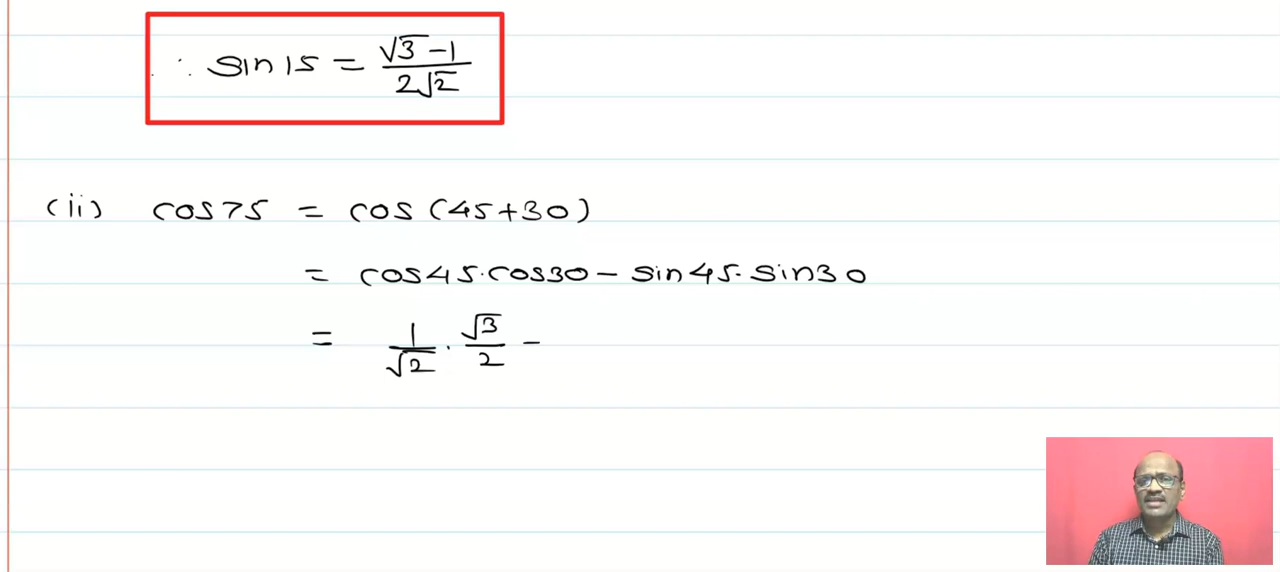 ∴ sin 15 = √3 -1 / 2√2
(ii) cos 75 = cos (45+30)
= cos 45 · cos 30 - sin 45 · sin 30
= 1/√2 · √3/2 -